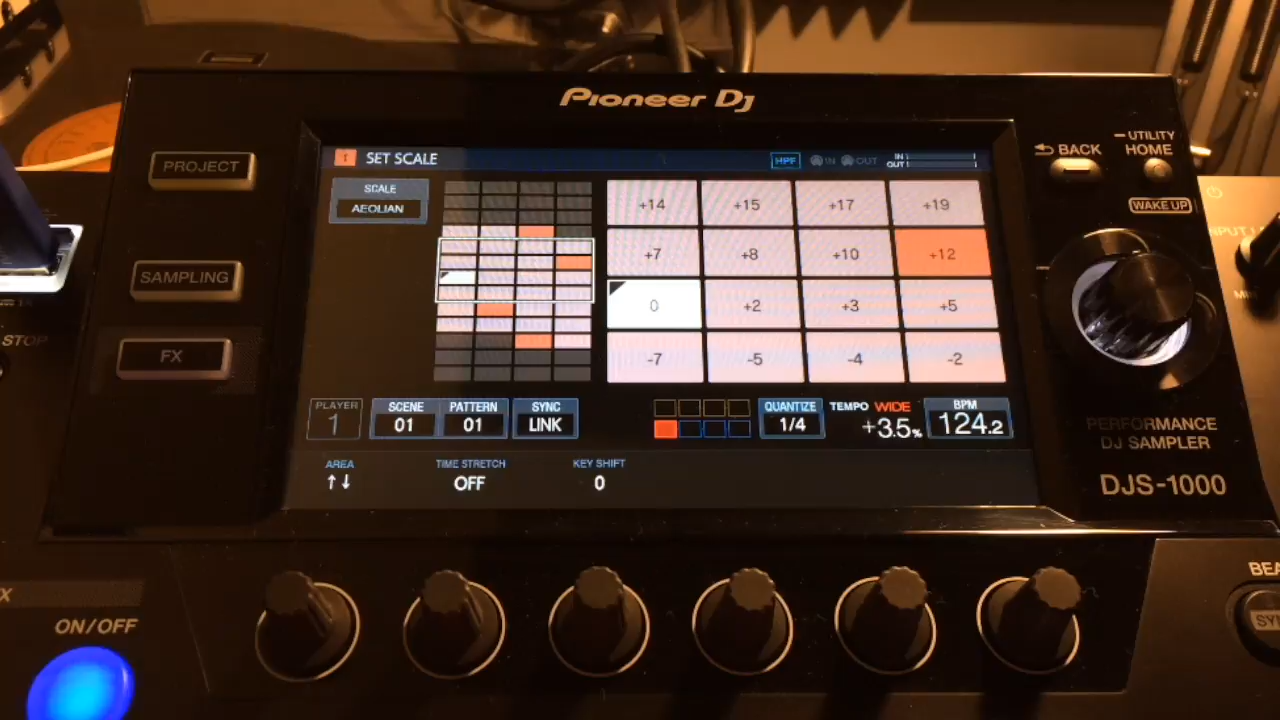 Pioneer DJ
UTILITY
BACK HOME
PROJECT
1 SET SCALE HPF IN OUT IN
OUT
WAKE UP
SCALE
AEOLIAN
+14 +15 +17 +19
+7 +8 +10 +12
0 +2 +3 +5
-7 -5 -4 -2
SAMPLING
STOP
FX
PLAYER SCENE PATTERN SYNC QUANTIZE TEMPO WIDE BPM
1 01 01 LINK 1/4 +3.5% 124.2
PERFORMANCE
DJ SAMPLER
DJS-1000
AREA TIME STRETCH KEY SHIFT
↑↓ OFF 0
ON/OFF